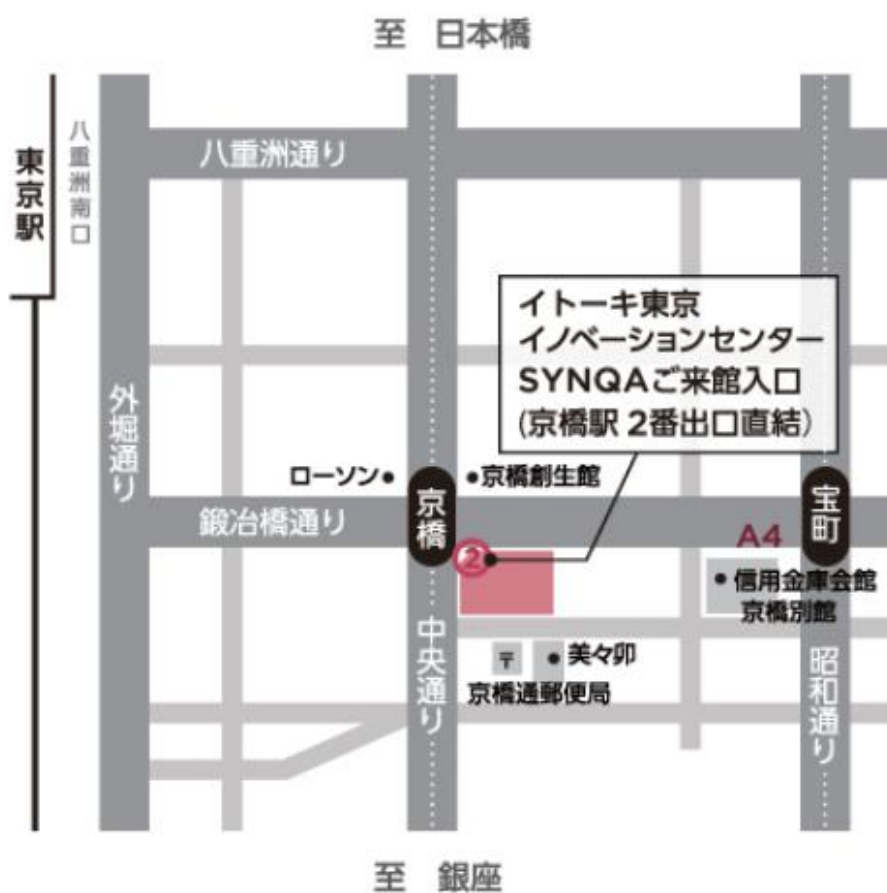 至 日本橋
八重洲南口
東京駅
八重洲通り
イトーキ東京
イノベーションセンター
SYNQAご来館入口
(京橋駅 2番出口直結)
外堀通り
ローソン
京橋
京橋創生館
宝町
鍛冶橋通り
A4
2
信用金庫会館
京橋別館
中央通り
〒
美々卯
京橋通郵便局
昭和通り
至 銀座